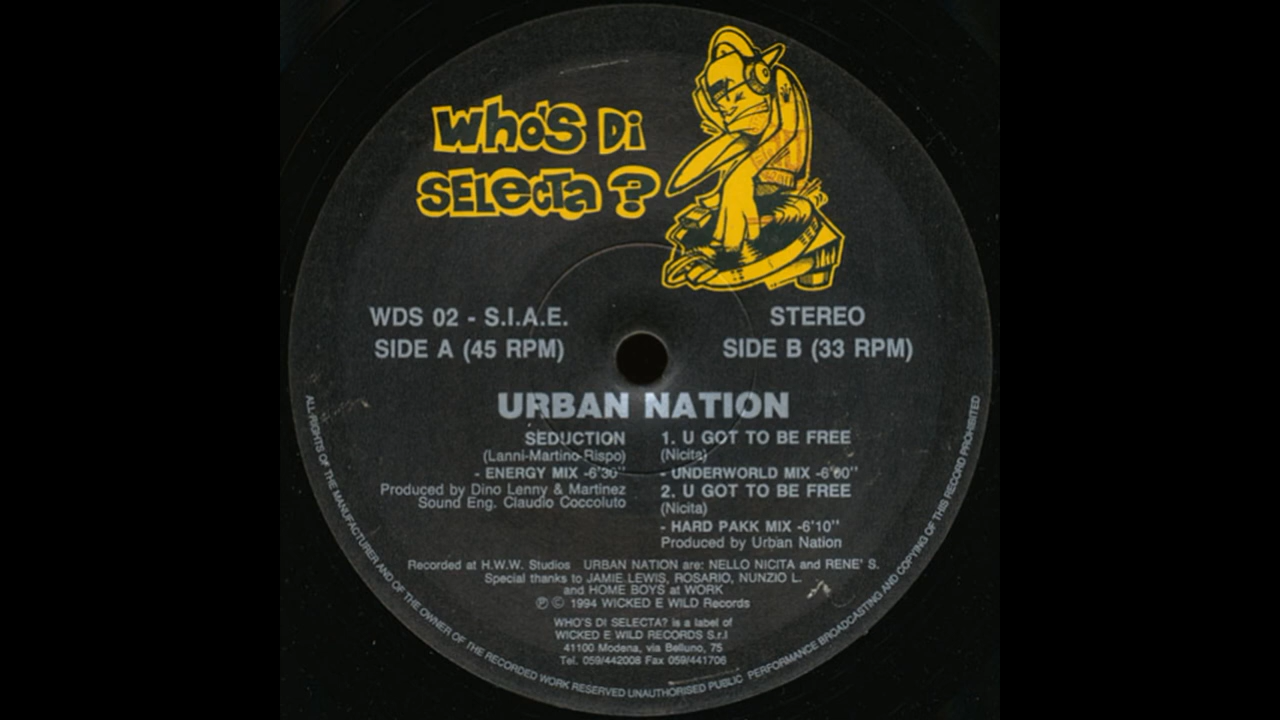 WHO'S DI
SELECTA?
WDS 02 - S.I.A.E.
SIDE A (45 RPM)
STEREO
SIDE B (33 RPM)
URBAN NATION
SEDUCTION
(Lanni-Martino-Rispo)
- ENERGY MIX -6'30"
Produced by Dino Lenny & Martinez
Sound Eng. Claudio Coccoluto
1. U GOT TO BE FREE
(Nicita)
- UNDERWORLD MIX -6'00"
2. U GOT TO BE FREE
(Nicita)
- HARD PAKK MIX -6'10"
Produced by Urban Nation
Recorded at H.W.W. Studios URBAN NATION are: NELLO NICITA and RENE' S.
Special thanks to JAMIE LEWIS, ROSARIO, NUNZIO L.
and HOME BOYS at WORK
℗ © 1994 WICKED E WILD Records
WHO'S DI SELECTA? is a label of
WICKED E WILD RECORDS S.r.l
41100 Modena, via Belluno, 75
Tel. 059/442008 Fax 059/441706
ALL RIGHTS OF THE MANUFACTURER AND OF THE OWNER OF THE RECORDED WORK RESERVED UNAUTHORISED PUBLIC PERFORMANCE BROADCASTING AND COPYING OF THIS RECORD PROHIBITED